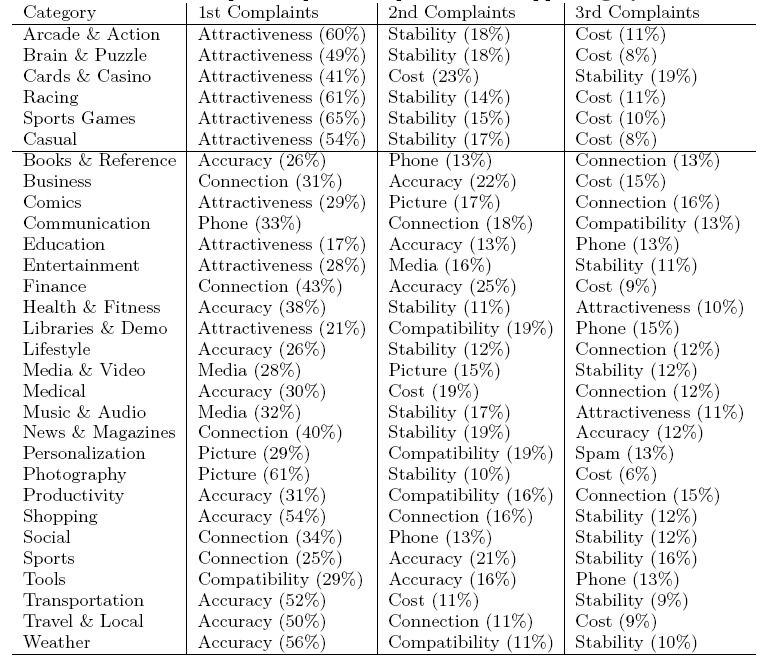 Category 1st Complaints 2nd Complaints 3rd Complaints
Arcade & Action Attractiveness (60%) Stability (18%) Cost (11%)
Brain & Puzzle Attractiveness (49%) Stability (18%) Cost (8%)
Cards & Casino Attractiveness (41%) Cost (23%) Stability (19%)
Racing Attractiveness (61%) Stability (14%) Cost (11%)
Sports Games Attractiveness (65%) Stability (15%) Cost (10%)
Casual Attractiveness (54%) Stability (17%) Cost (8%)
Books & Reference Accuracy (26%) Phone (13%) Connection (13%)
Business Connection (31%) Accuracy (22%) Cost (15%)
Comics Attractiveness (29%) Picture (17%) Connection (16%)
Communication Phone (33%) Connection (18%) Compatibility (13%)
Education Attractiveness (17%) Accuracy (13%) Phone (13%)
Entertainment Attractiveness (28%) Media (16%) Stability (11%)
Finance Connection (43%) Accuracy (25%) Cost (9%)
Health & Fitness Accuracy (38%) Stability (11%) Attractiveness (10%)
Libraries & Demo Attractiveness (21%) Compatibility (19%) Phone (15%)
Lifestyle Accuracy (26%) Stability (12%) Connection (12%)
Media & Video Media (28%) Picture (15%) Stability (12%)
Medical Accuracy (30%) Cost (19%) Connection (12%)
Music & Audio Media (32%) Stability (17%) Attractiveness (11%)
News & Magazines Connection (40%) Stability (19%) Accuracy (12%)
Personalization Picture (29%) Compatibility (19%) Spam (13%)
Photography Picture (61%) Stability (10%) Cost (6%)
Productivity Accuracy (31%) Compatibility (16%) Connection (15%)
Shopping Accuracy (54%) Connection (16%) Stability (12%)
Social Connection (34%) Phone (13%) Stability (12%)
Sports Connection (25%) Accuracy (21%) Stability (16%)
Tools Compatibility (29%) Accuracy (16%) Phone (13%)
Transportation Accuracy (52%) Cost (11%) Stability (9%)
Travel & Local Accuracy (50%) Connection (11%) Cost (9%)
Weather Accuracy (56%) Compatibility (11%) Stability (10%)